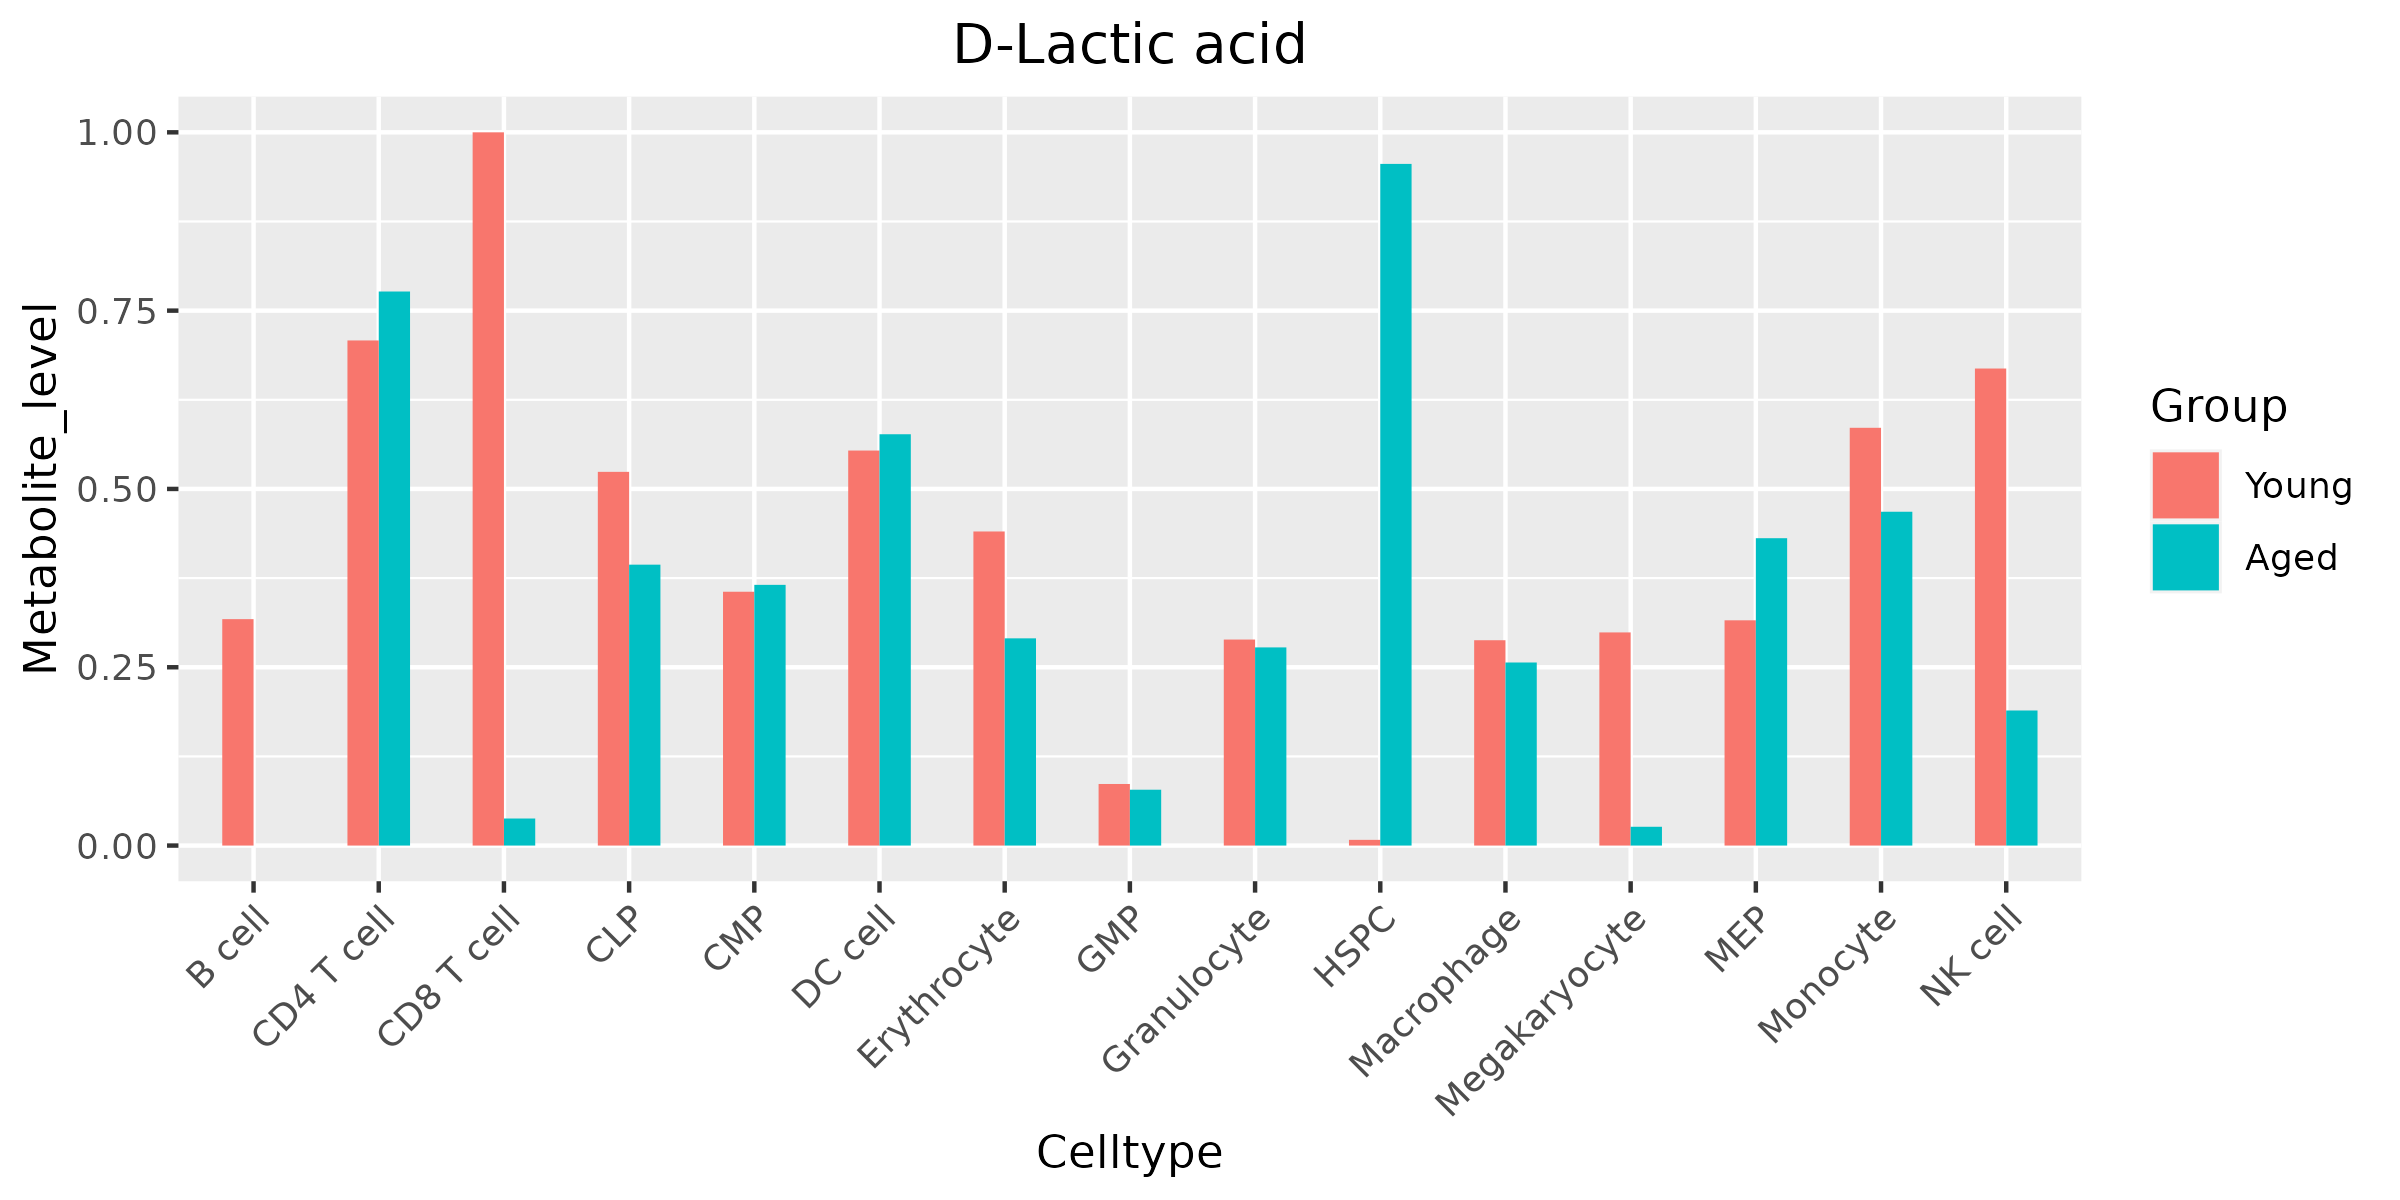 D-Lactic acid
Metabolite_level
1.00
0.75
0.50
0.25
0.00
B cell
CD4 T cell
CD8 T cell
CLP
CMP
DC cell
Erythrocyte
GMP
Granulocyte
HSPC
Macrophage
Megakaryocyte
MEP
Monocyte
NK cell
Celltype
Group
Young
Aged